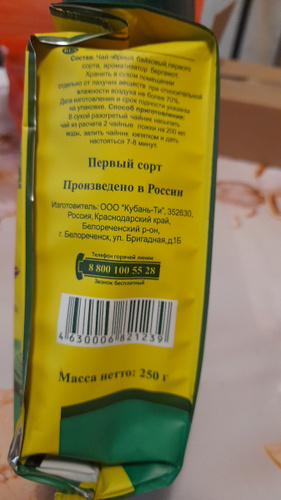 RU
Состав: Чай чёрный байховый первого
сорта, ароматизатор бергамот.
Хранить в сухом помещении
отдельно от пахучих веществ при относительной
влажности воздуха не более 70%.
Дата изготовления и срок годности указаны
на упаковке. Способ приготовления:
в сухой разогретый чайник насыпать
чай из расчета 2 чайные ложки на 200 мл
воды, залить чайник кипятком и дать
настояться 7-8 минут.
Первый сорт
Произведено в России
Изготовитель: ООО "Кубань-Ти", 352630,
Россия, Краснодарский край,
Белореченский р-он,
г. Белореченск, ул. Бригадная, д.1Б
Телефон горячей линии
8 800 100 55 28
Звонок бесплатный
4 630006 821239
Масса нетто: 250 г